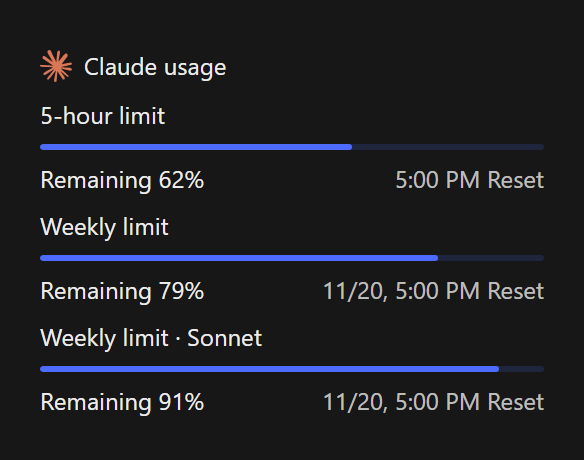 Claude usage
5-hour limit
Remaining 62% 5:00 PM Reset
Weekly limit
Remaining 79% 11/20, 5:00 PM Reset
Weekly limit · Sonnet
Remaining 91% 11/20, 5:00 PM Reset